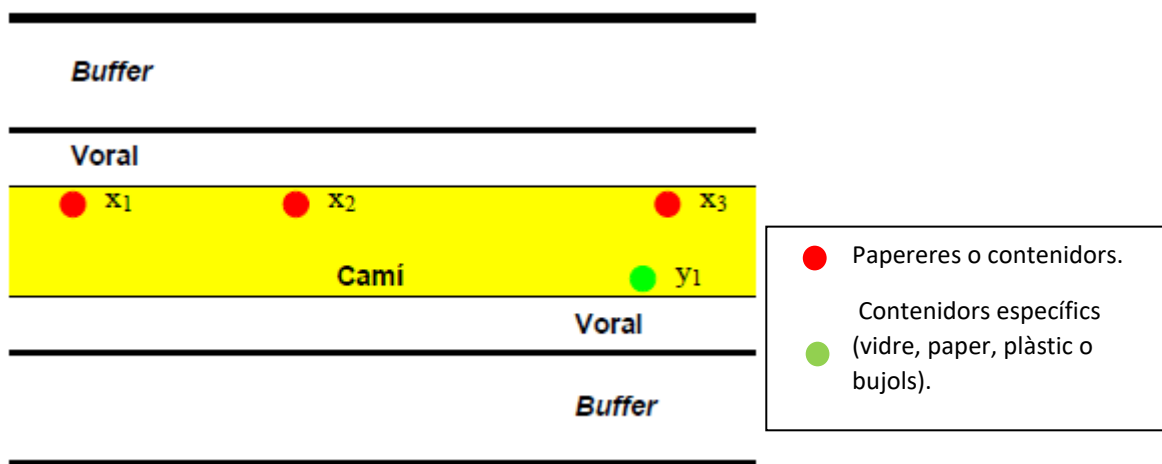 Buffer
Voral
x₁ x₂ x₃
Camí y₁
Voral
Buffer
Papereres o contenidors.
Contenidors específics
(vidre, paper, plàstic o
bujols).